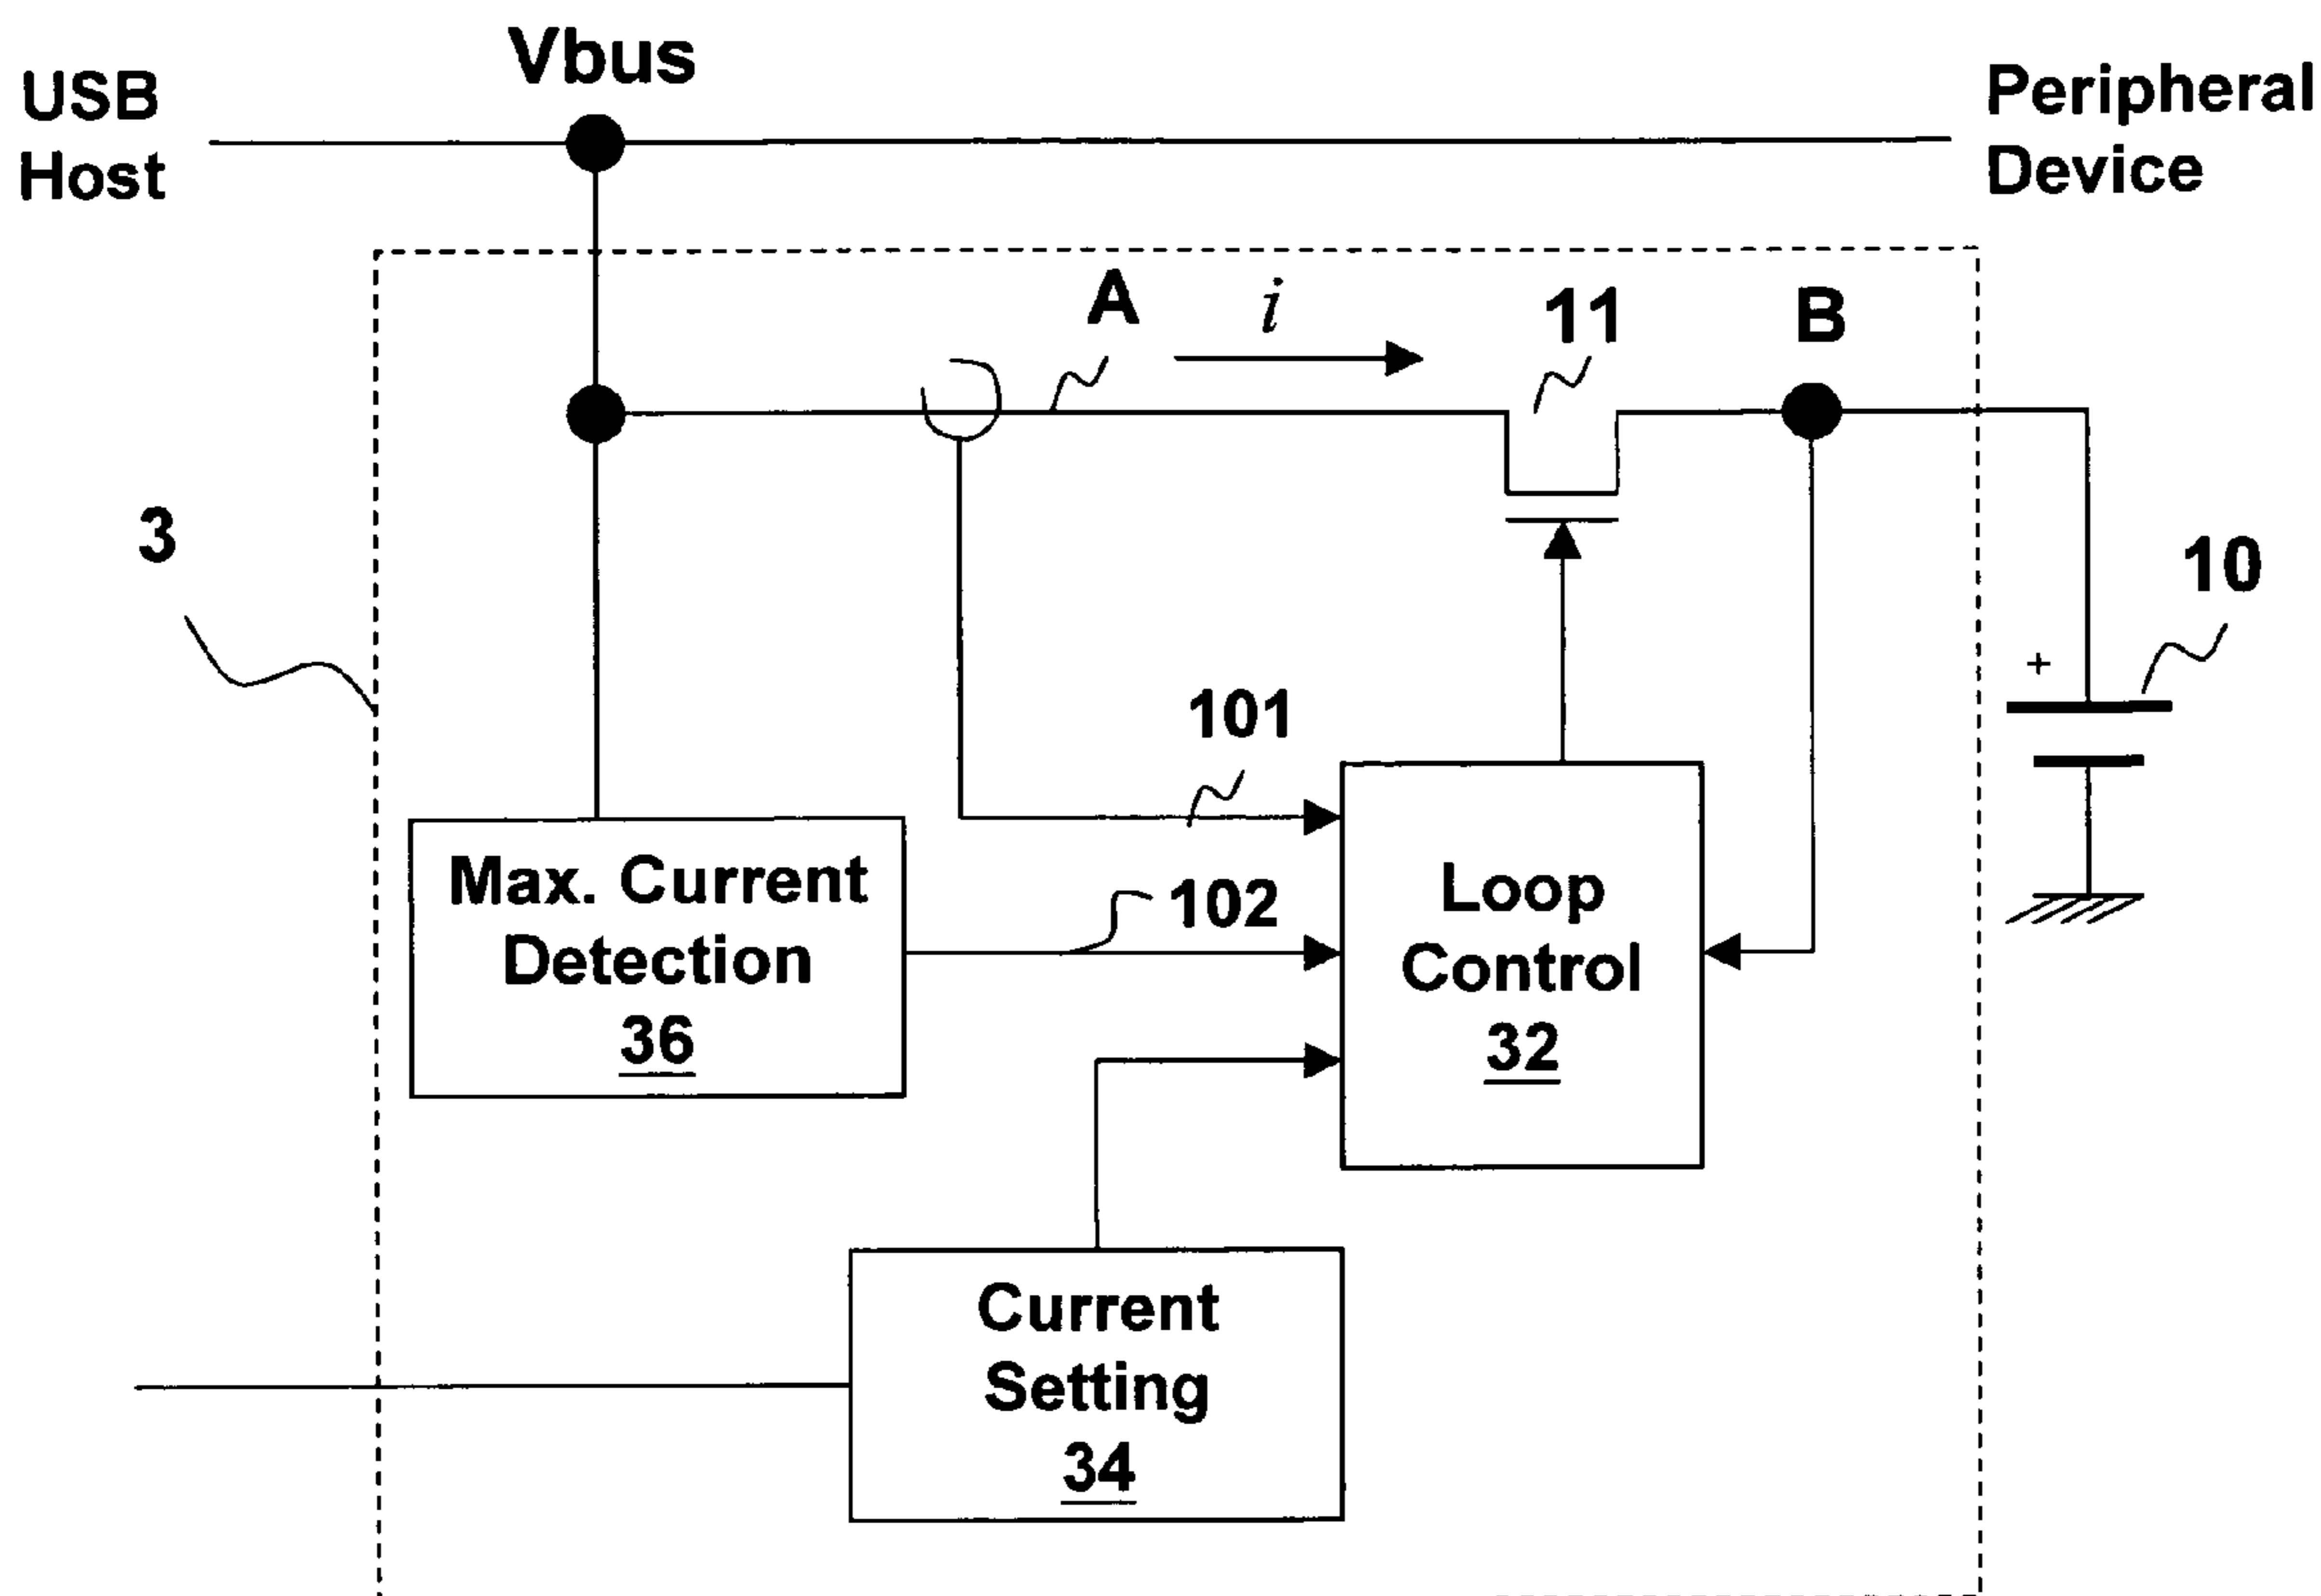 Vbus
USB
Host
Peripheral
Device
A
i
11
B
3
10
+
101
Max. Current
Detection
36
102
Loop
Control
32
Current
Setting
34